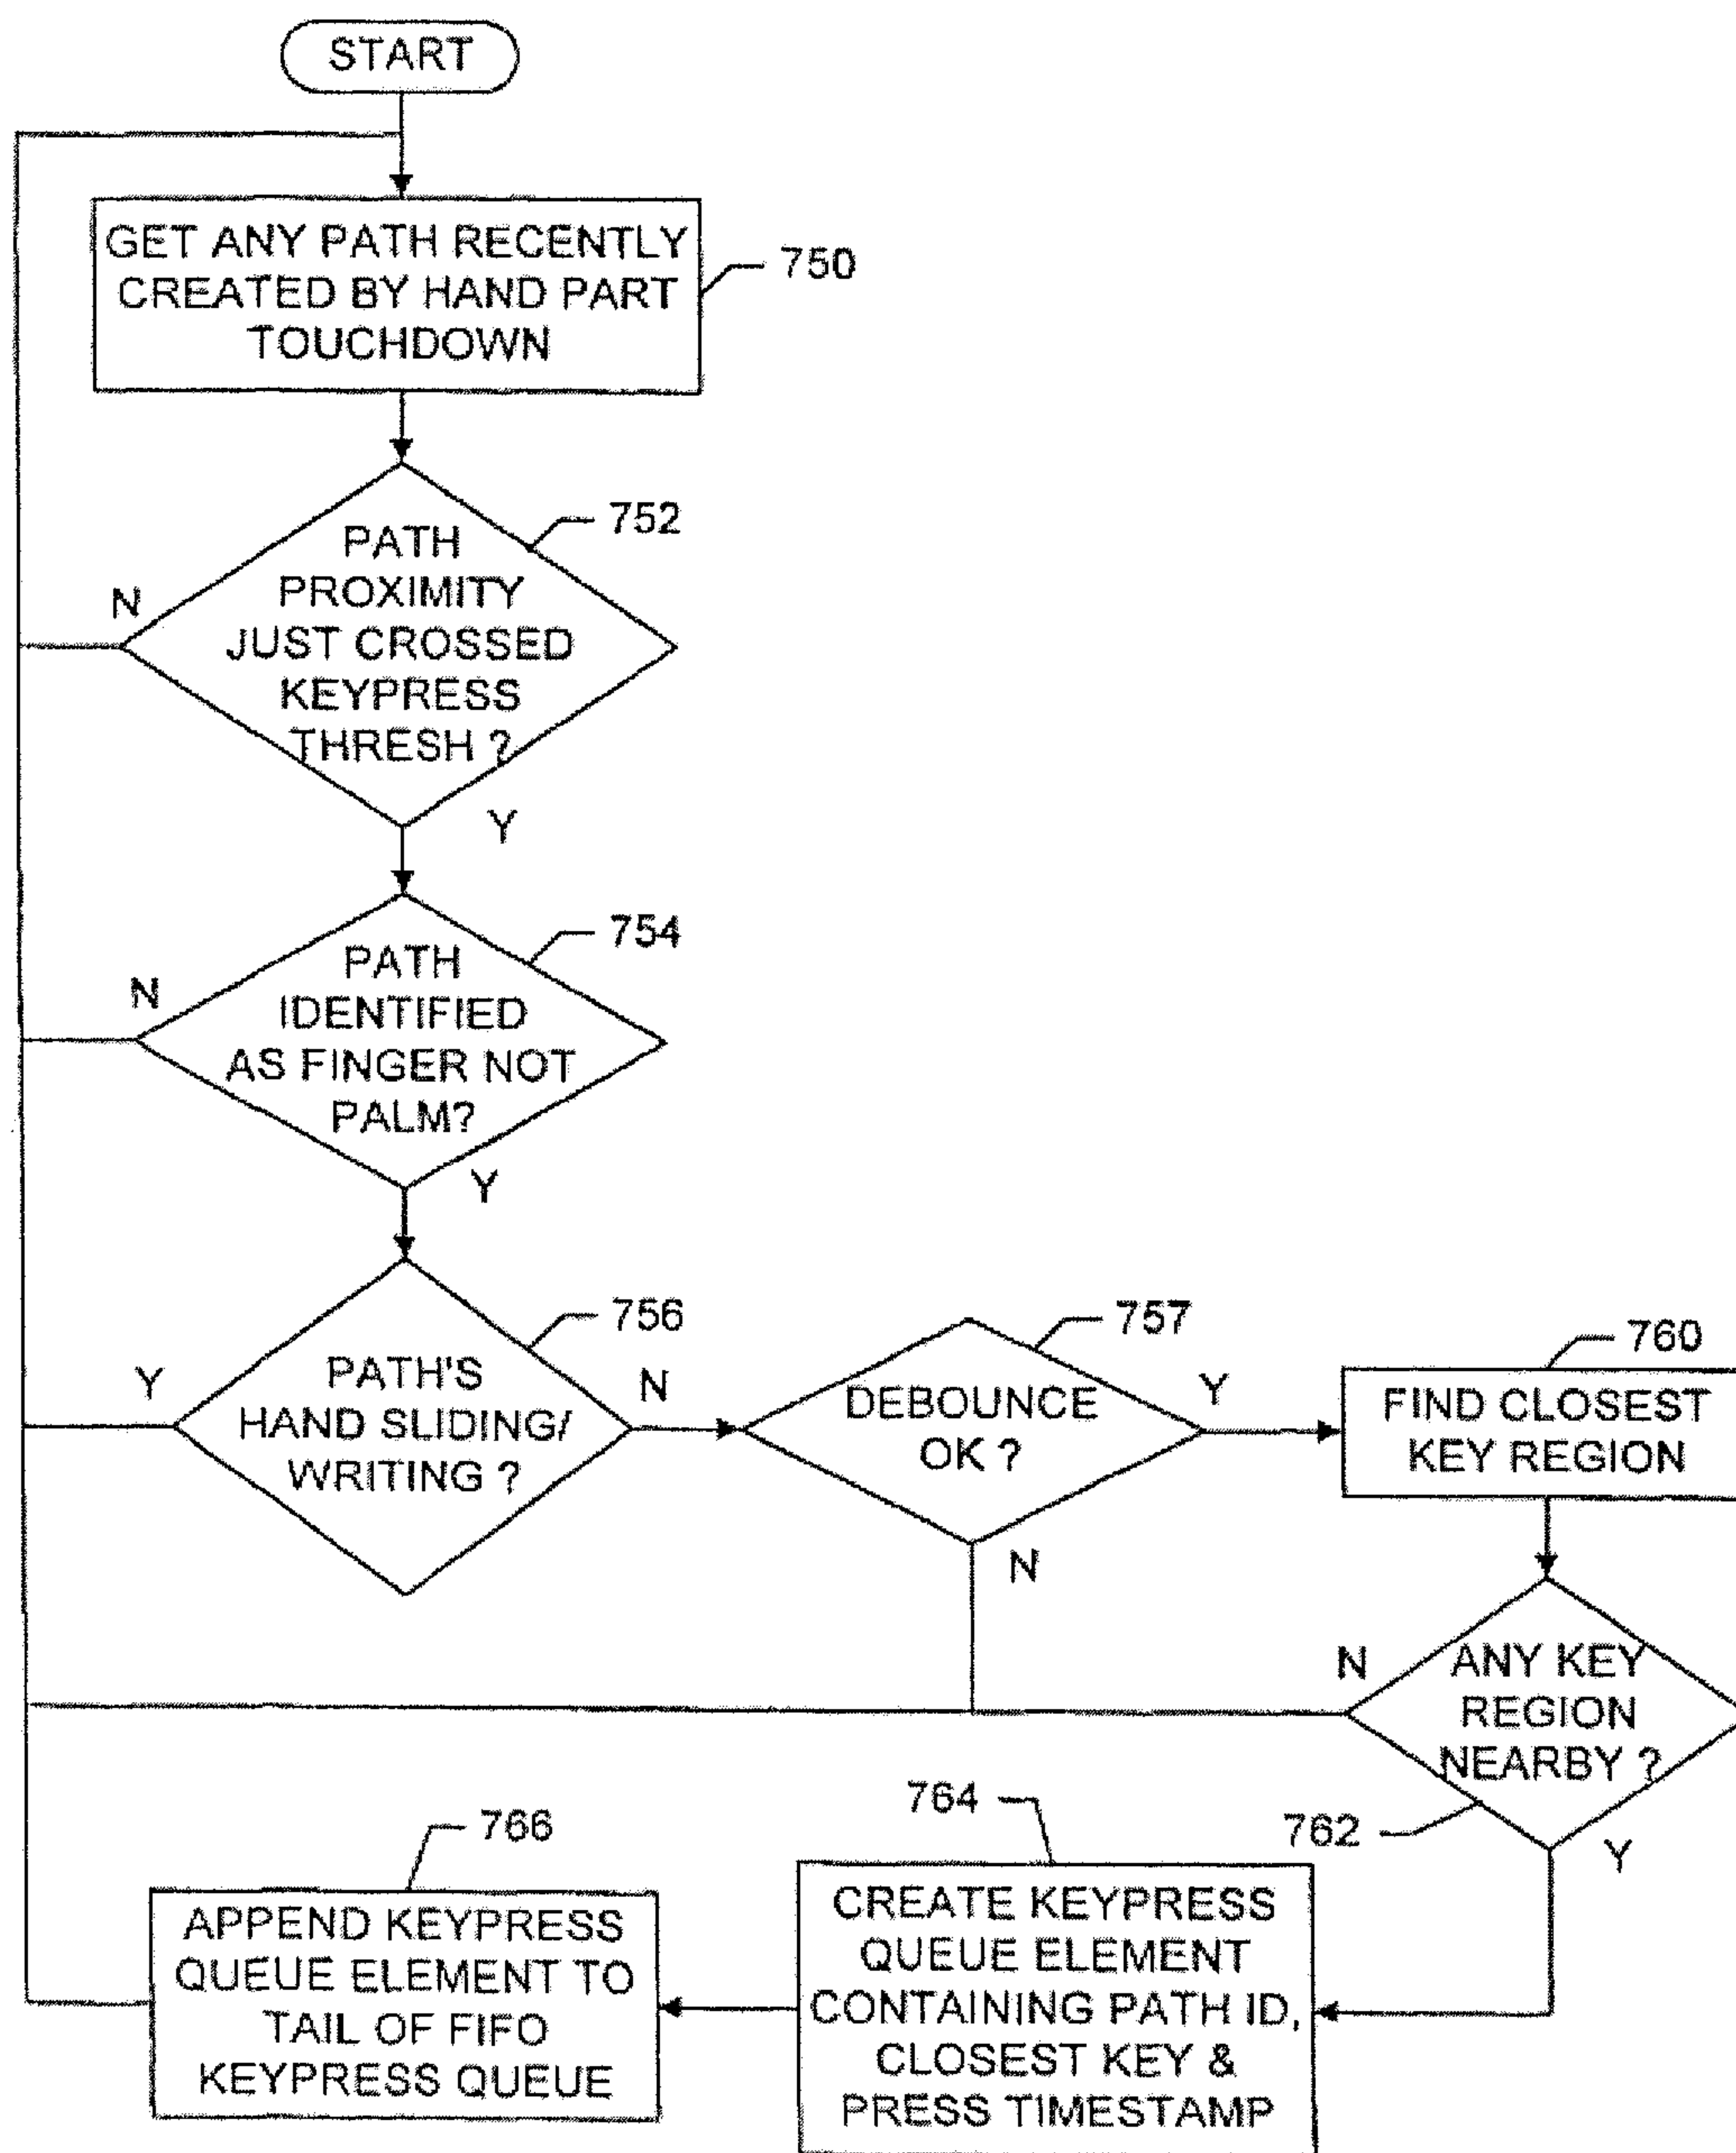 START
GET ANY PATH RECENTLY
CREATED BY HAND PART
TOUCHDOWN
750
752
PATH
PROXIMITY
JUST CROSSED
KEYPRESS
THRESH ?
N
Y
754
PATH
IDENTIFIED
AS FINGER NOT
PALM?
N
Y
756
PATH'S
HAND SLIDING/
WRITING ?
Y
N
757
DEBOUNCE
OK ?
Y
N
760
FIND CLOSEST
KEY REGION
ANY KEY
REGION
NEARBY ?
N
762
Y
764
CREATE KEYPRESS
QUEUE ELEMENT
CONTAINING PATH ID,
CLOSEST KEY &
PRESS TIMESTAMP
766
APPEND KEYPRESS
QUEUE ELEMENT TO
TAIL OF FIFO
KEYPRESS QUEUE